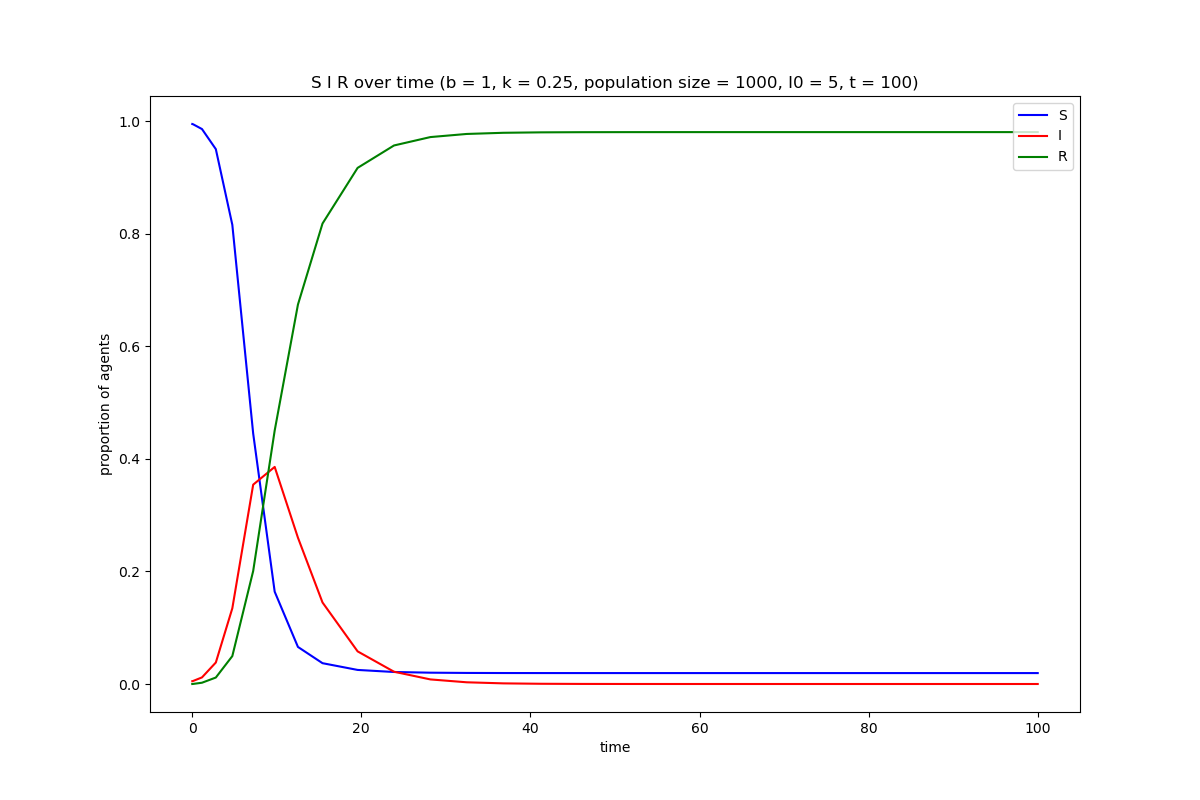 S I R over time (b = 1, k = 0.25, population size = 1000, I0 = 5, t = 100)
S
I
R
1.0
0.8
0.6
0.4
0.2
0.0
proportion of agents
0 20 40 60 80 100
time